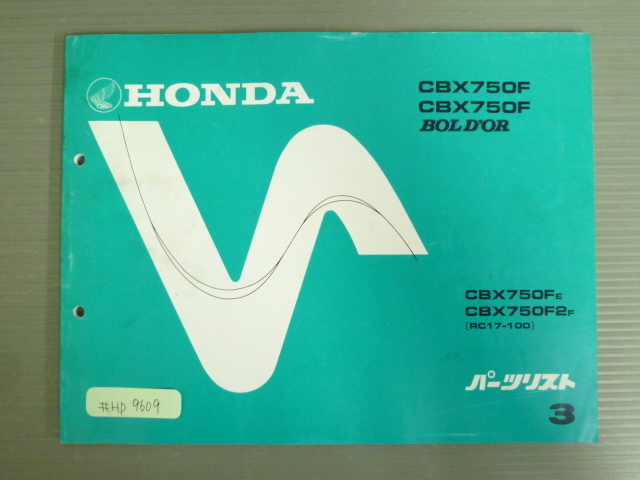 HONDA
CBX750F
CBX750F
BOL D'OR
CBX750FE
CBX750F2F
[RC17-100]
パーツリスト
3
#HD 9609